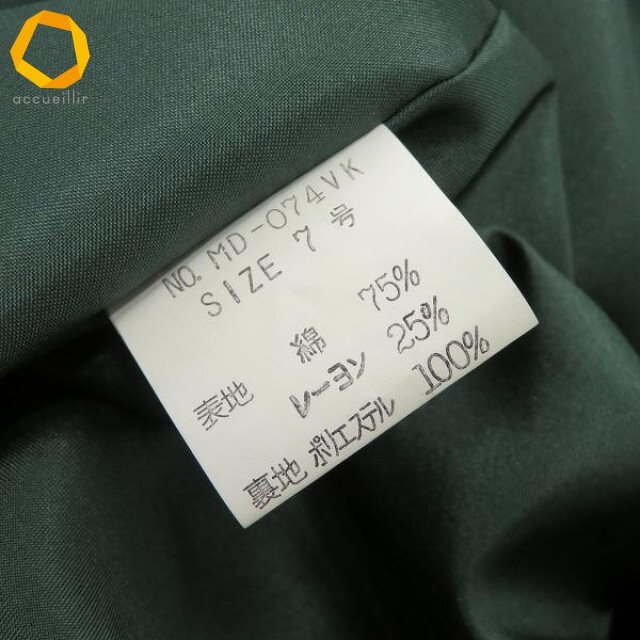 accueillir
NO. MD-074VK
SIZE 7 号
表地 綿 75%
レーヨン 25%
裏地 ポリエステル 100%